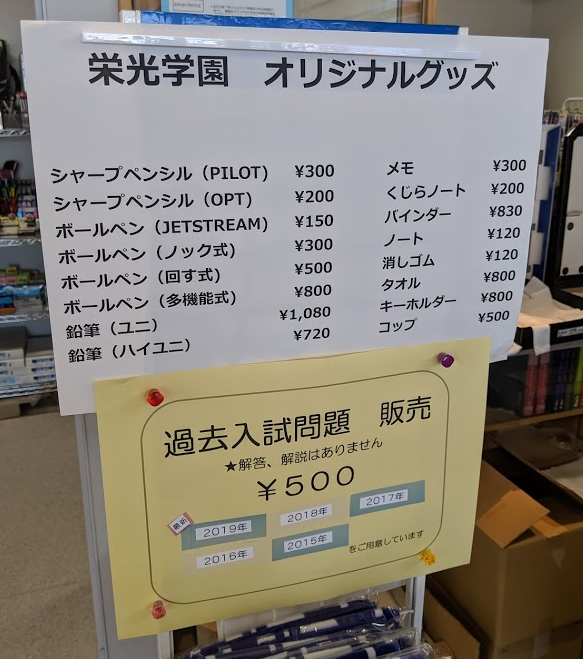 栄光学園　オリジナルグッズ
シャープペンシル（PILOT) ¥300
シャープペンシル（OPT) ¥200
ボールペン（JETSTREAM) ¥150
ボールペン（ノック式) ¥300
ボールペン（回す式) ¥500
ボールペン（多機能式) ¥800
鉛筆（ユニ) ¥1,080
鉛筆（ハイユニ) ¥720
メモ ¥300
くじらノート ¥200
バインダー ¥830
ノート ¥120
消しゴム ¥120
タオル ¥800
キーホルダー ¥800
コップ ¥500
過去入試問題　販売
★解答、解説はありません
￥５００
最新 2019年 2018年 2017年
2016年 2015年 をご用意しています